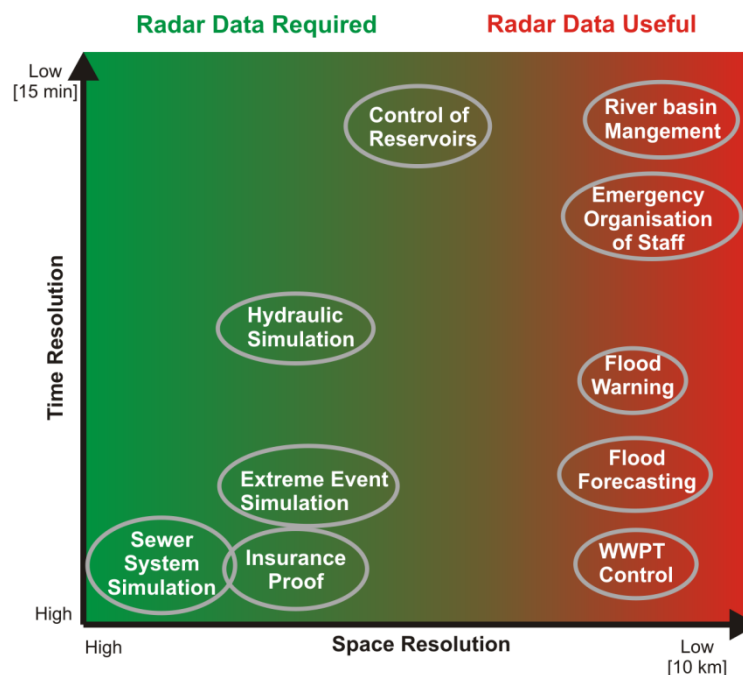 Radar Data Required
Radar Data Useful
Low
[15 min]
Control of
Reservoirs
River basin
Mangement
Emergency
Organisation
of Staff
Time Resolution
Hydraulic
Simulation
Flood
Warning
Extreme Event
Simulation
Flood
Forecasting
Sewer
System
Simulation
Insurance
Proof
WWPT
Control
High
High
Space Resolution
Low
[10 km]